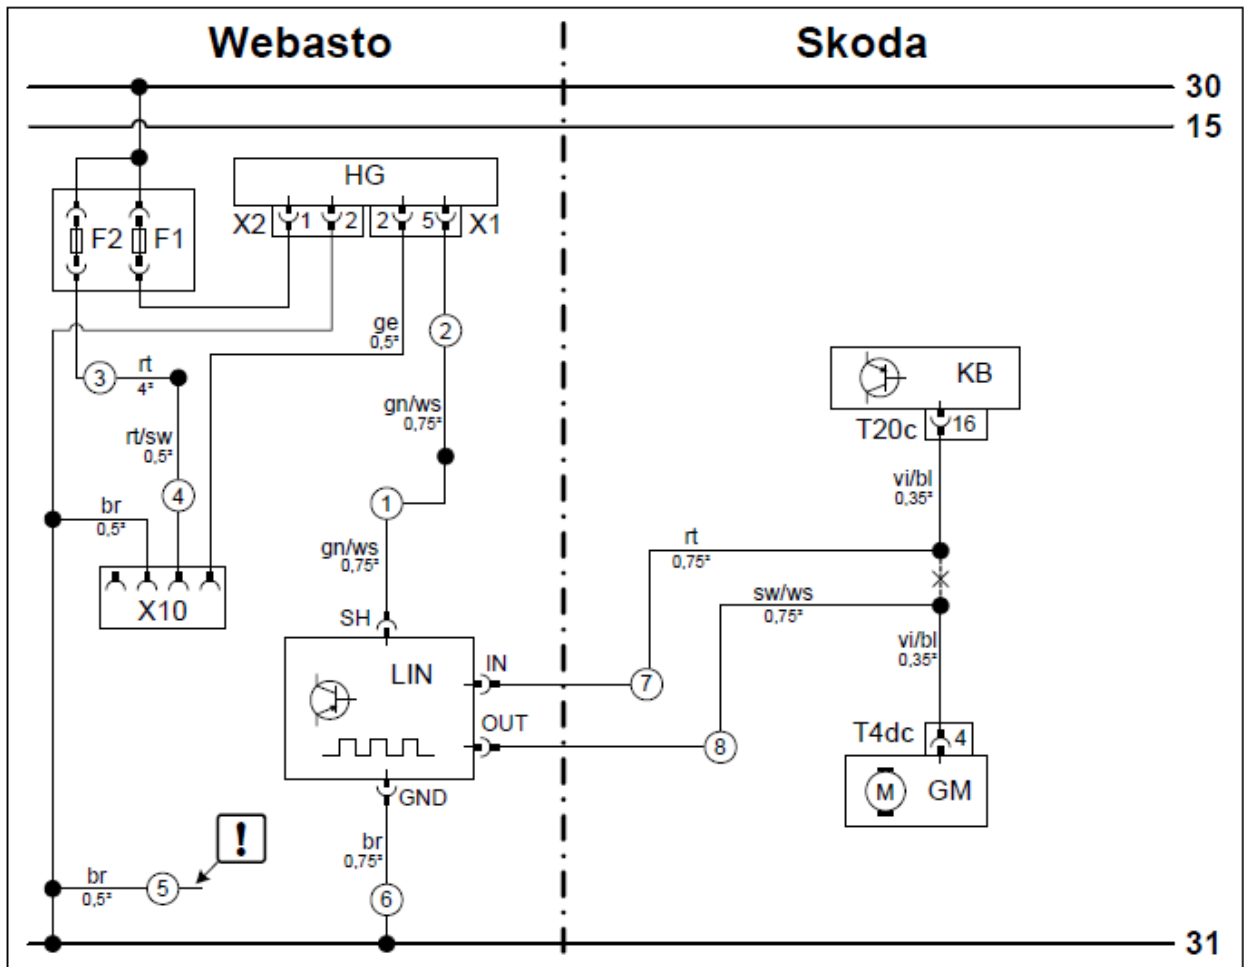 Webasto Skoda
30
15
HG
X2 1 2 2 5 X1
F2 F1
ge
0,5²
2
3 rt
4²
gn/ws
0,75²
KB
T20c 16
rt/sw
0,5²
vi/bl
0,35²
4
1
br
0,5²
rt
0,75²
gn/ws
0,75²
X10
sw/ws
0,75²
SH
vi/bl
0,35²
LIN IN
7
OUT
8
T4dc 4
GND
M GM
!
br
0,75²
br
0,5²
5
6
31